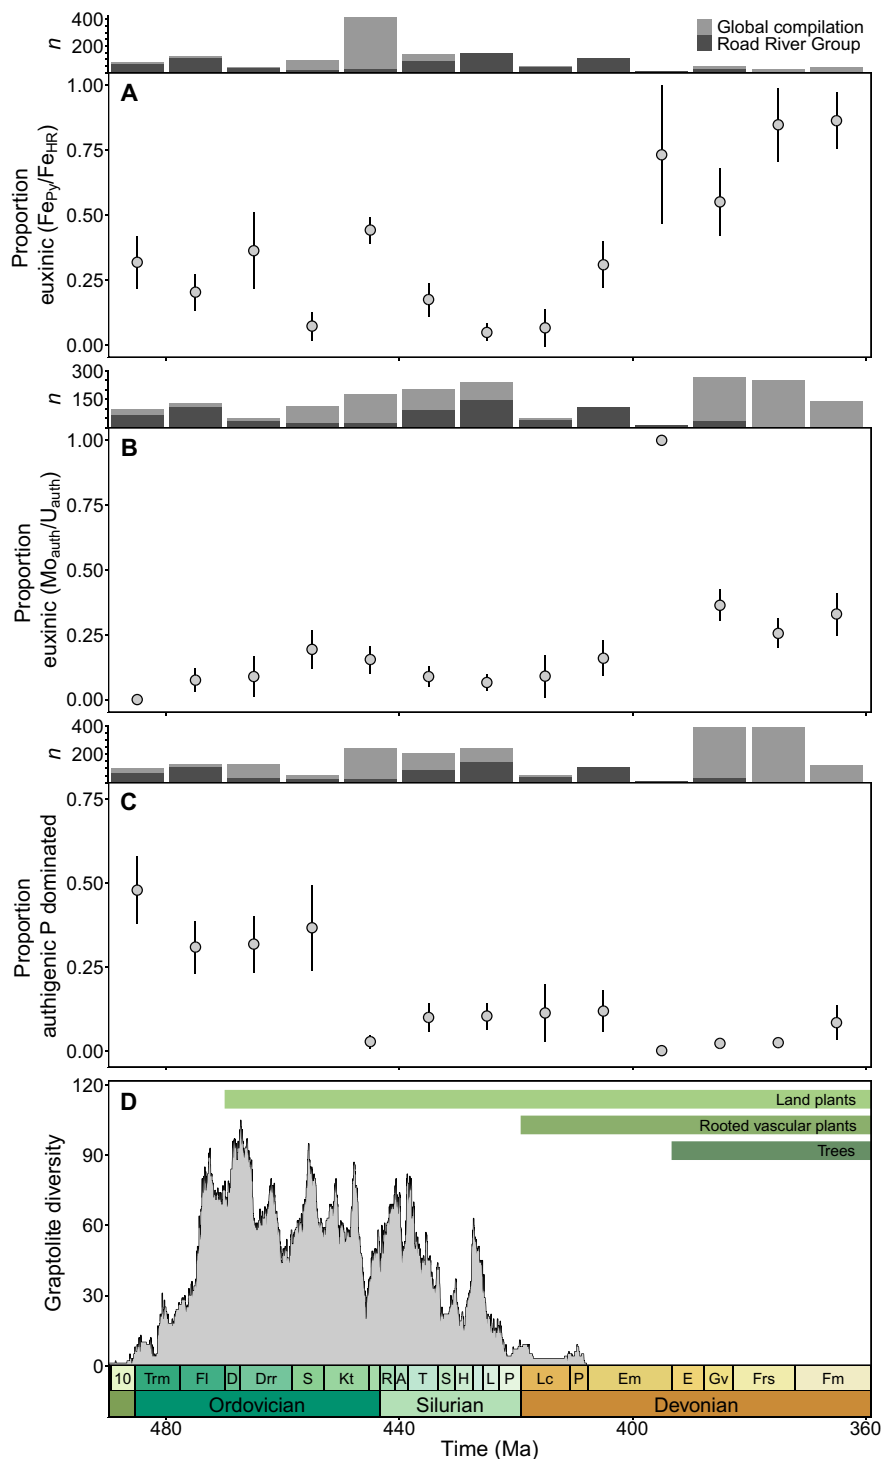 400
200
n
Global compilation
Road River Group
A
1.00
0.75
0.50
0.25
0.00
Proportion
euxinic (FePy/FeHR)
300
150
n
B
1.00
0.75
0.50
0.25
0.00
Proportion
euxinic (Moauth/Uauth)
400
200
n
C
0.75
0.50
0.25
0.00
Proportion
authigenic P dominated
D
120
90
60
30
0
Graptolite diversity
Land plants
Rooted vascular plants
Trees
10 Trm Fl D Drr S Kt R A T S H L P Lc P Em E Gv Frs Fm
Ordovician Silurian Devonian
480 440 400 360
Time (Ma)